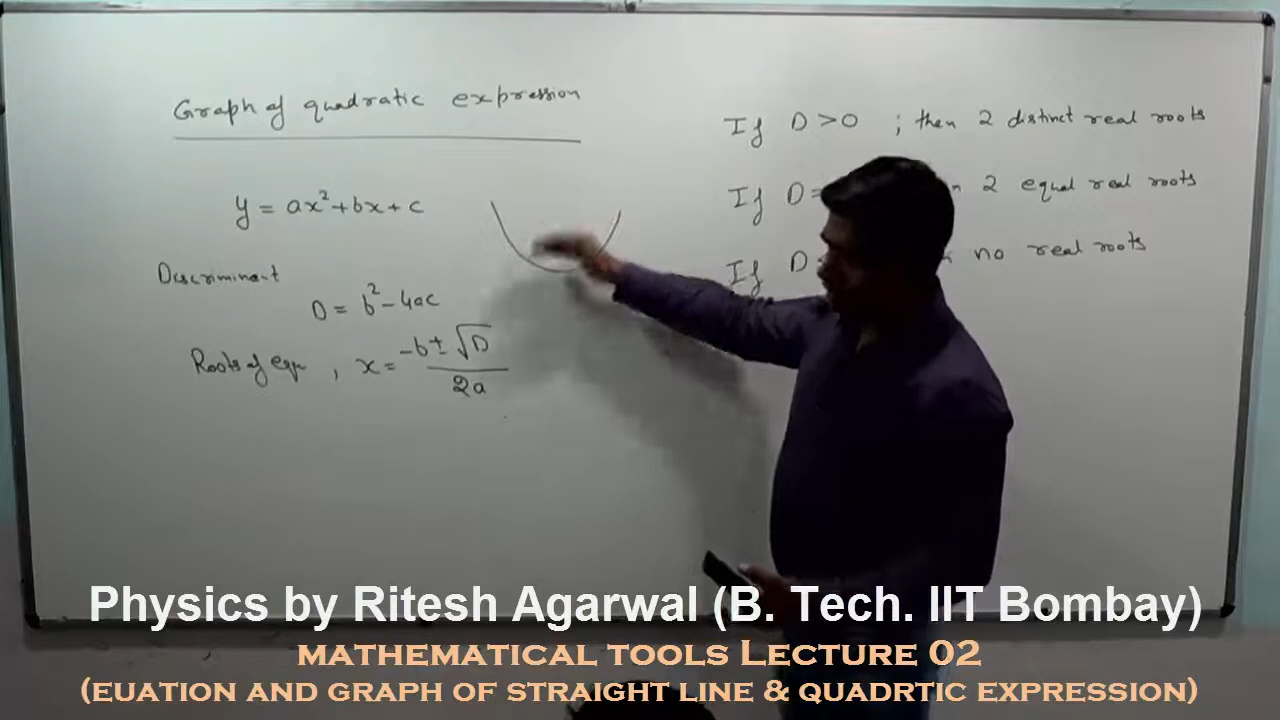 Graph of quadratic expression
y = ax²+bx+c
Discriminant
D = b²-4ac
Roots of eqn , x = -b±√D / 2a
If D>0 ; then 2 distinct real roots
If D= 2 equal real roots
If D no real roots
Physics by Ritesh Agarwal (B. Tech. IIT Bombay)
MATHEMATICAL TOOLS LECTURE 02
(EUATION AND GRAPH OF STRAIGHT LINE & QUADRTIC EXPRESSION)